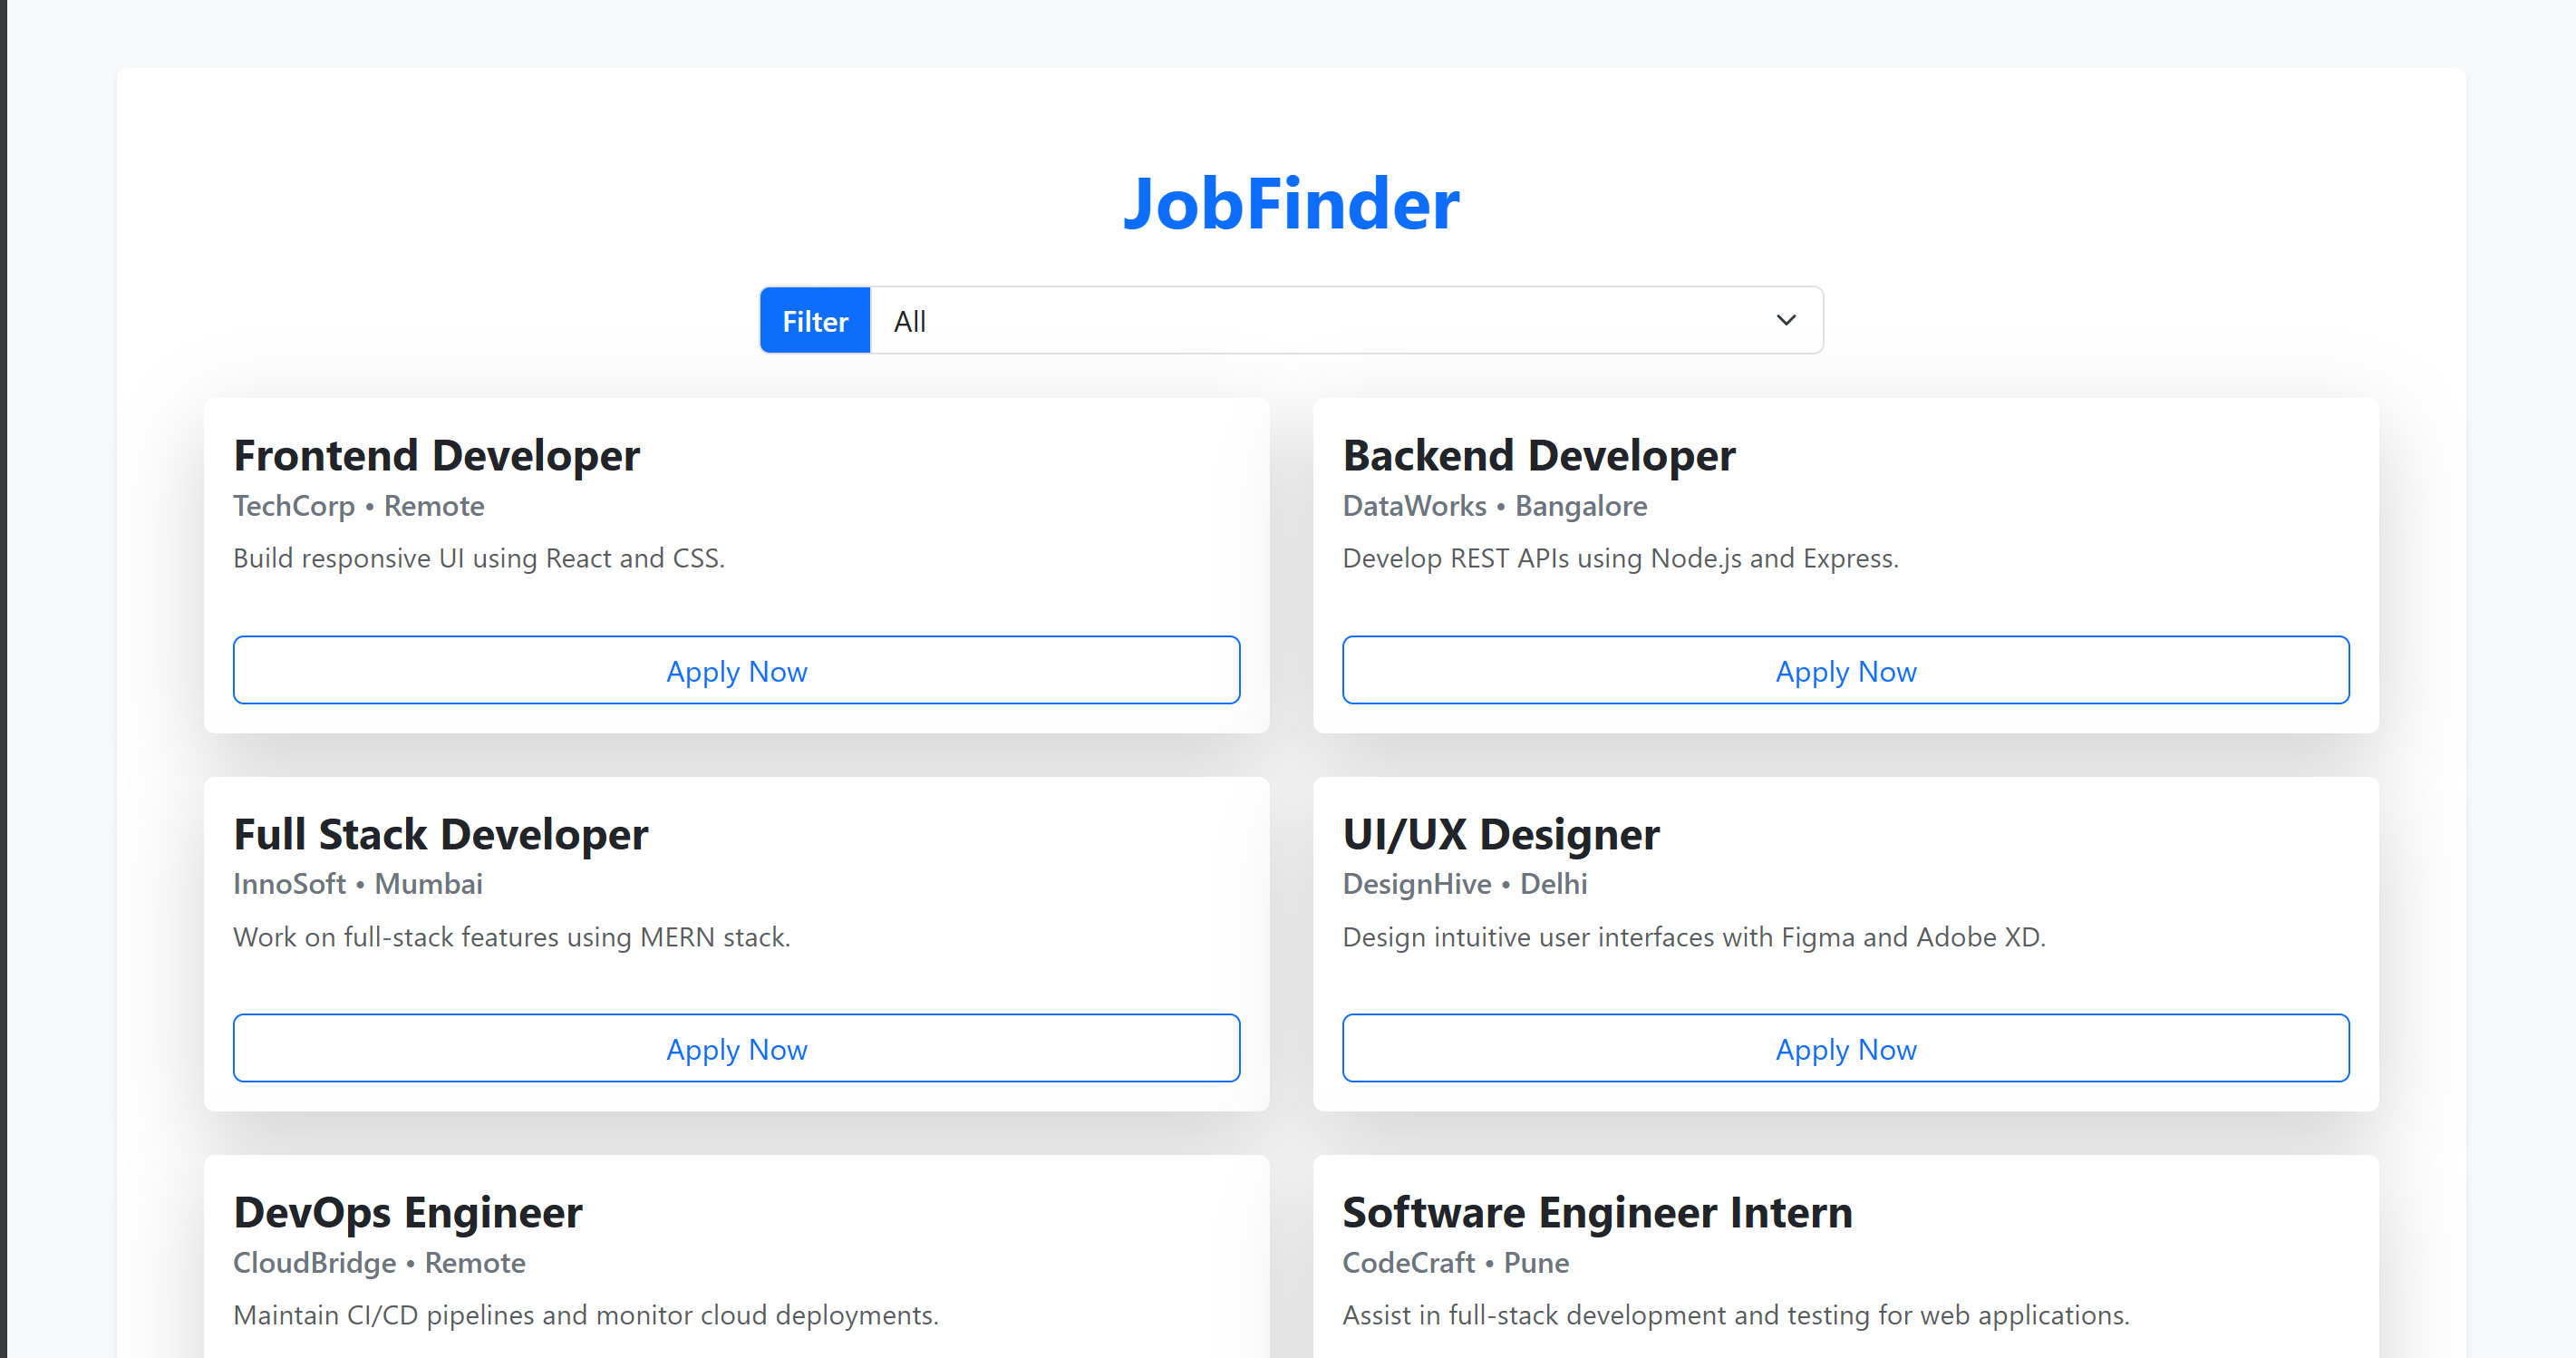 JobFinder
Filter All
Frontend Developer
TechCorp • Remote
Build responsive UI using React and CSS.
Apply Now
Backend Developer
DataWorks • Bangalore
Develop REST APIs using Node.js and Express.
Apply Now
Full Stack Developer
InnoSoft • Mumbai
Work on full-stack features using MERN stack.
Apply Now
UI/UX Designer
DesignHive • Delhi
Design intuitive user interfaces with Figma and Adobe XD.
Apply Now
DevOps Engineer
CloudBridge • Remote
Maintain CI/CD pipelines and monitor cloud deployments.
Software Engineer Intern
CodeCraft • Pune
Assist in full-stack development and testing for web applications.